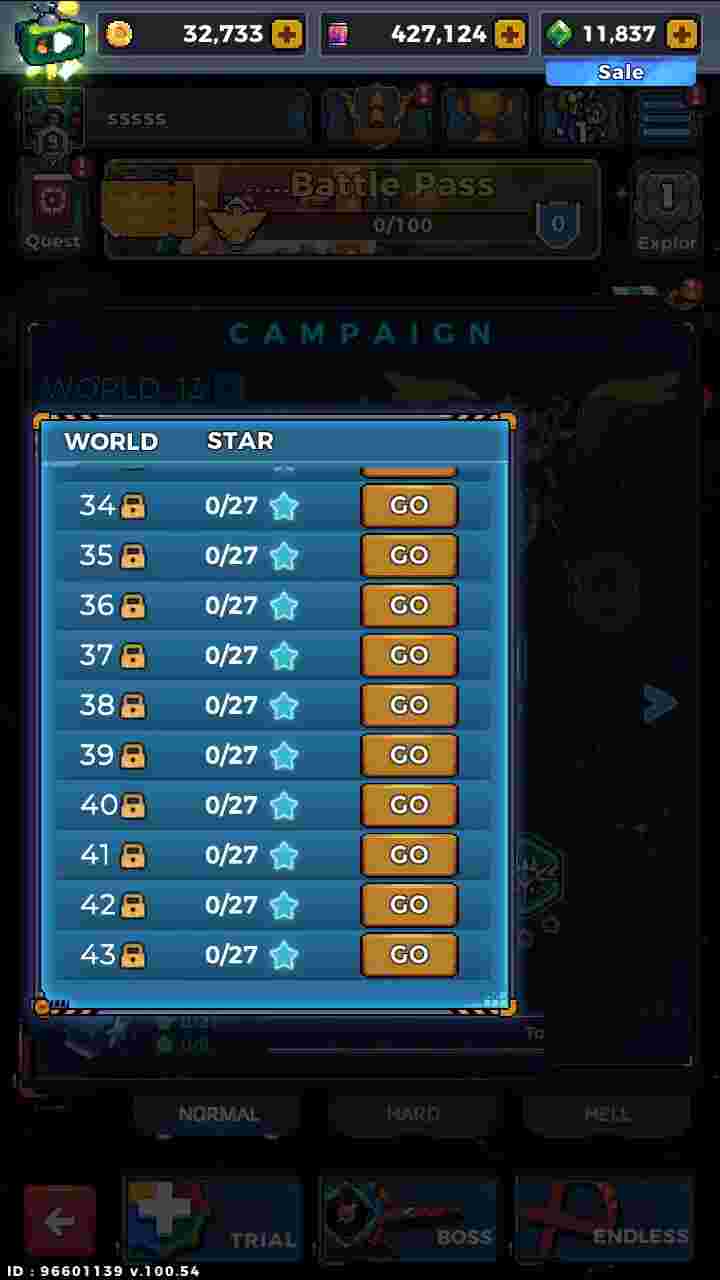 32,733
427,124
11,837
Sale
19
sssss
1
Battle Pass
0/100
0
1
Quest
Explor
CAMPAIGN
WORLD 13
WORLD STAR
34 0/27 GO
35 0/27 GO
36 0/27 GO
37 0/27 GO
38 0/27 GO
39 0/27 GO
40 0/27 GO
41 0/27 GO
42 0/27 GO
43 0/27 GO
NORMAL HARD HELL
TRIAL BOSS ENDLESS
ID : 96601139 v.100.54